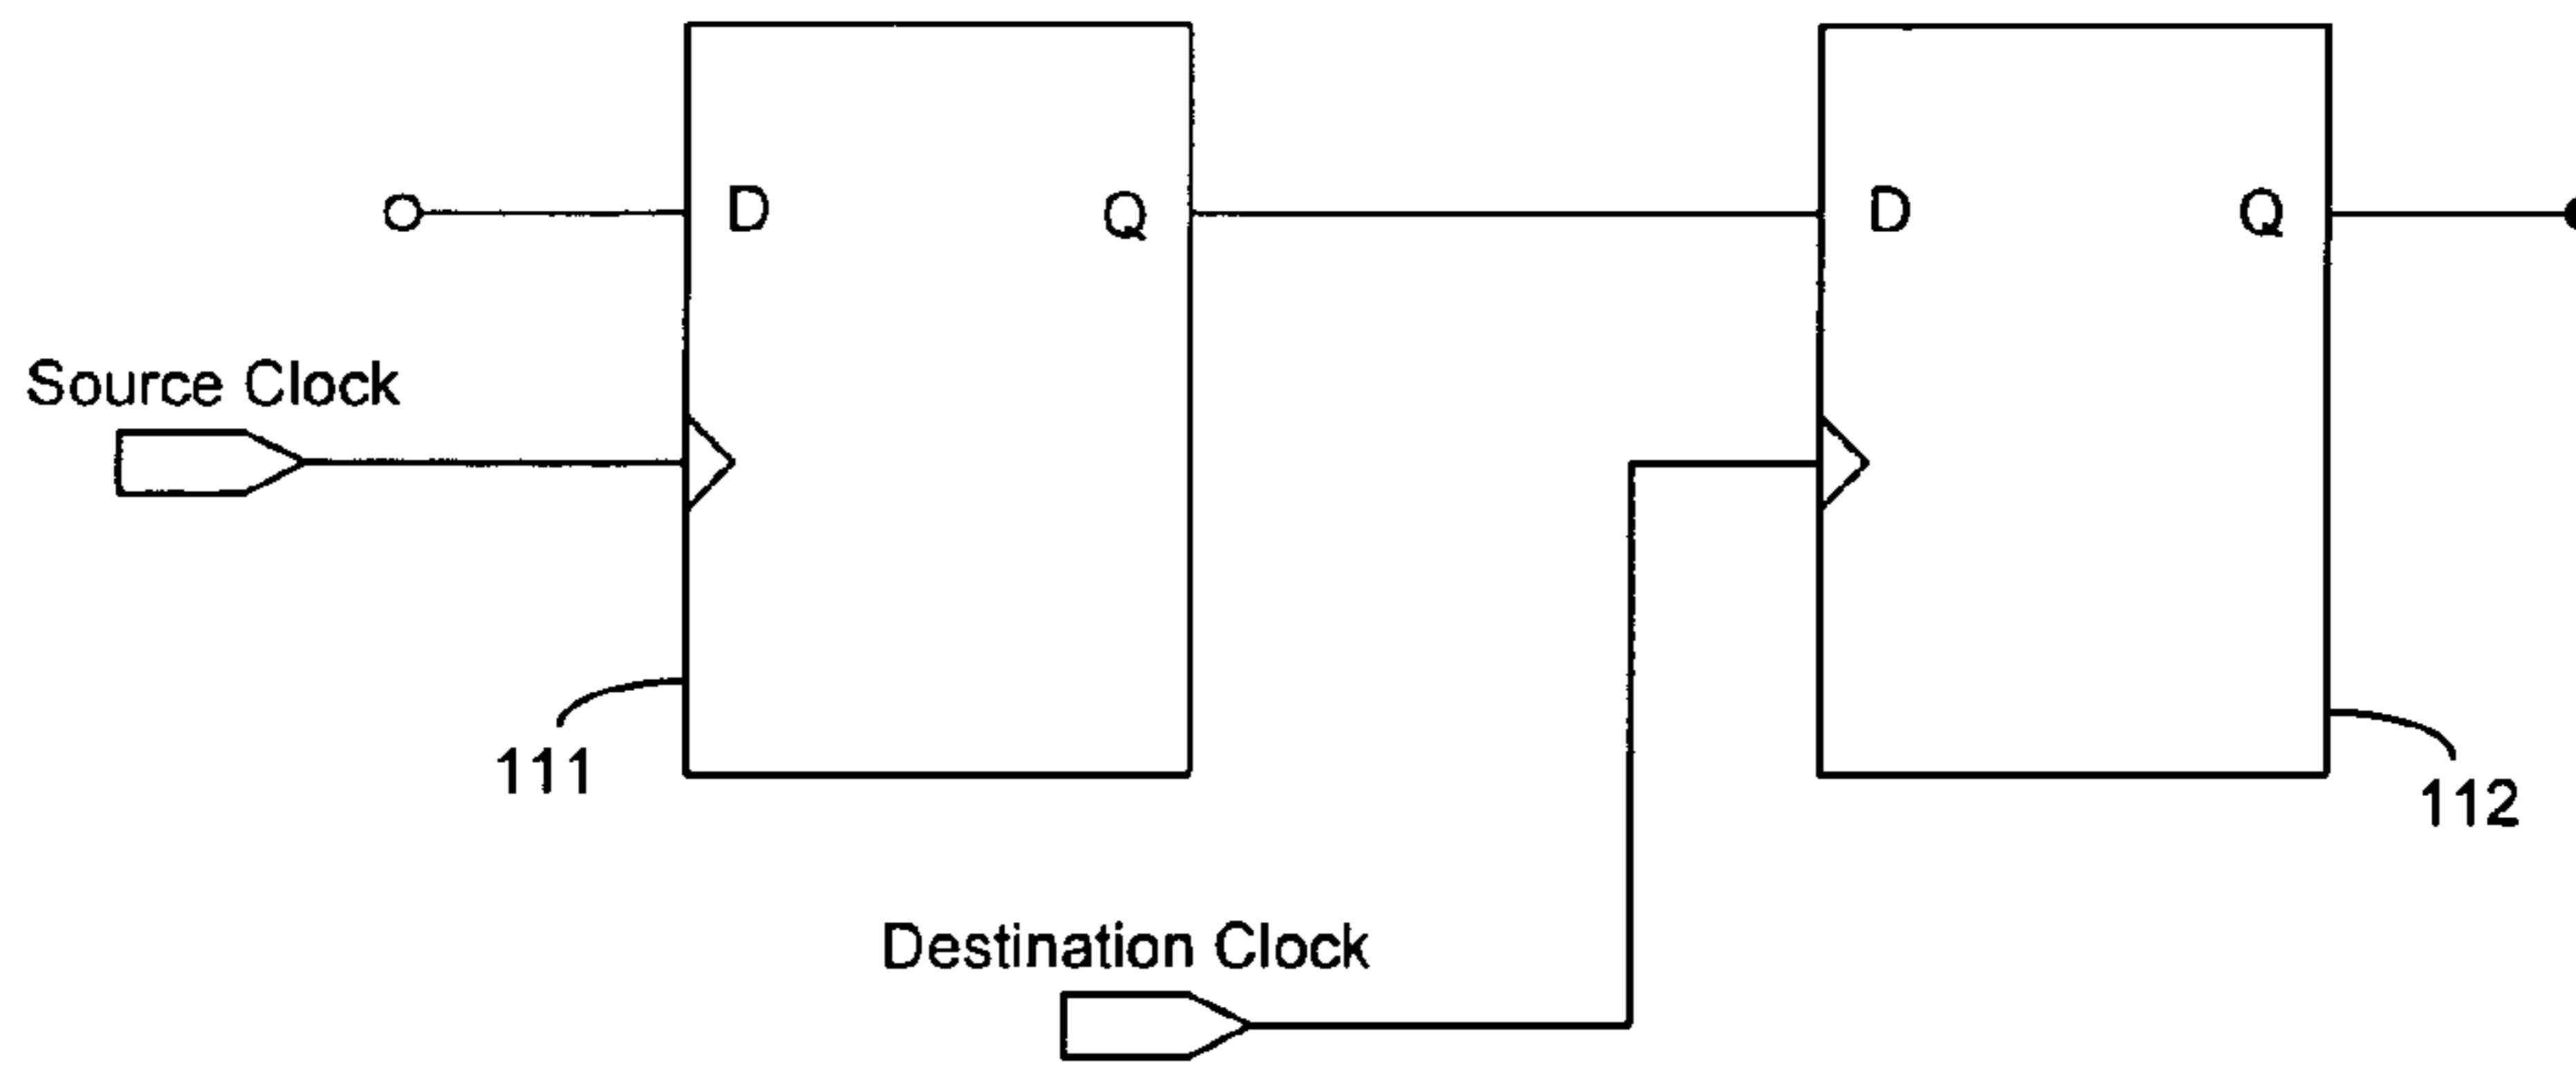 D
Q
D
Q
Source Clock
111
112
Destination Clock